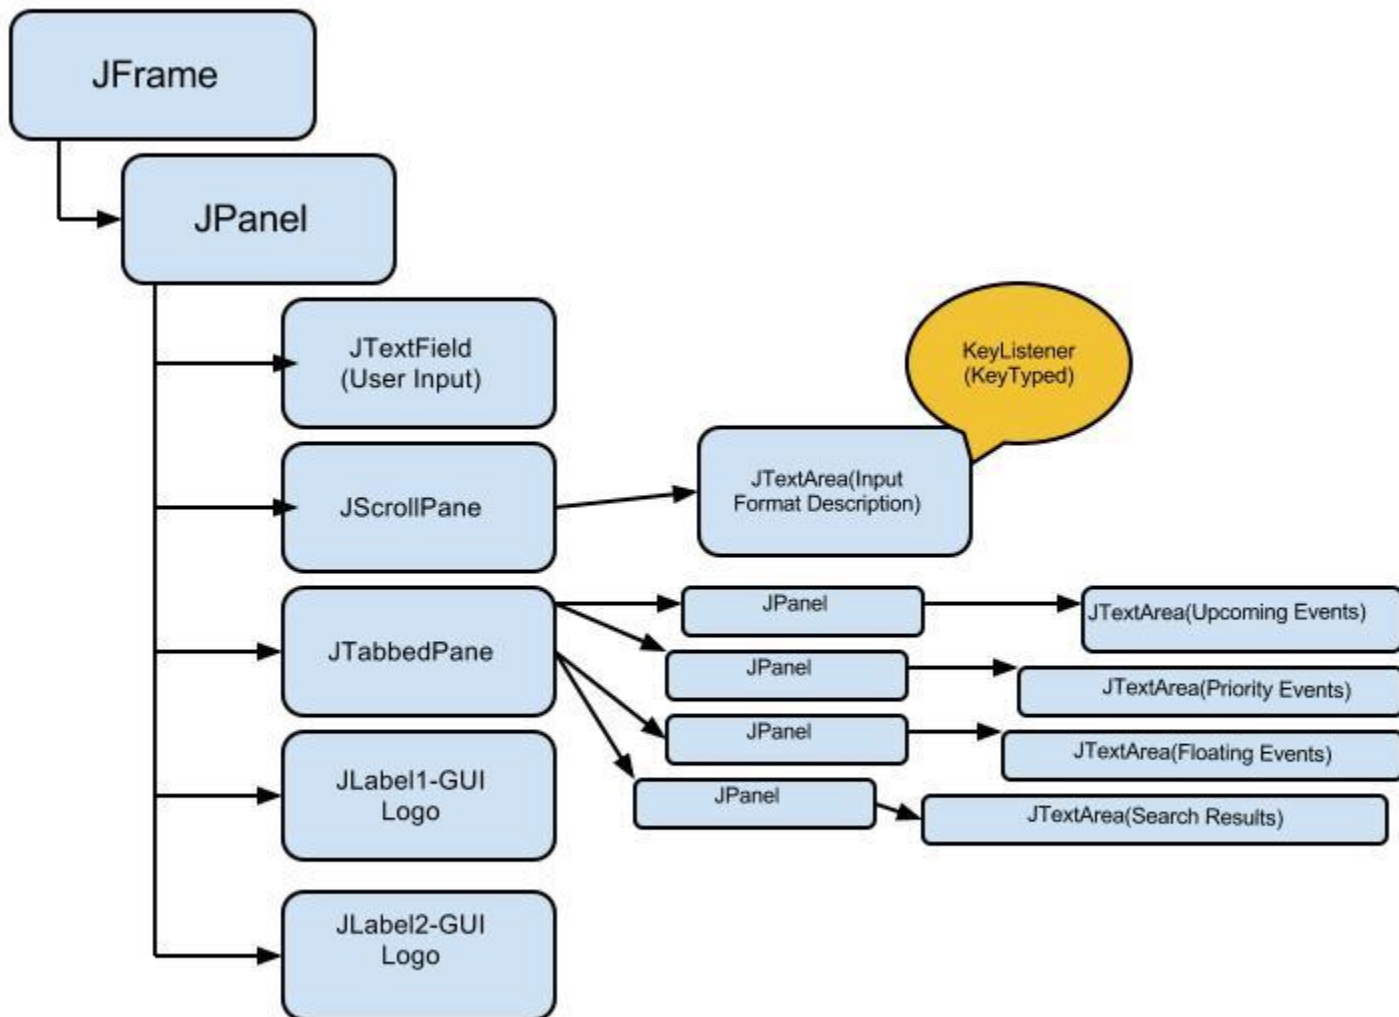 JFrame
JPanel
JTextField
(User Input)
KeyListener
(KeyTyped)
JScrollPane
JTextArea(Input
Format Description)
JTabbedPane
JPanel
JTextArea(Upcoming Events)
JPanel
JTextArea(Priority Events)
JPanel
JTextArea(Floating Events)
JPanel
JTextArea(Search Results)
JLabel1-GUI
Logo
JLabel2-GUI
Logo